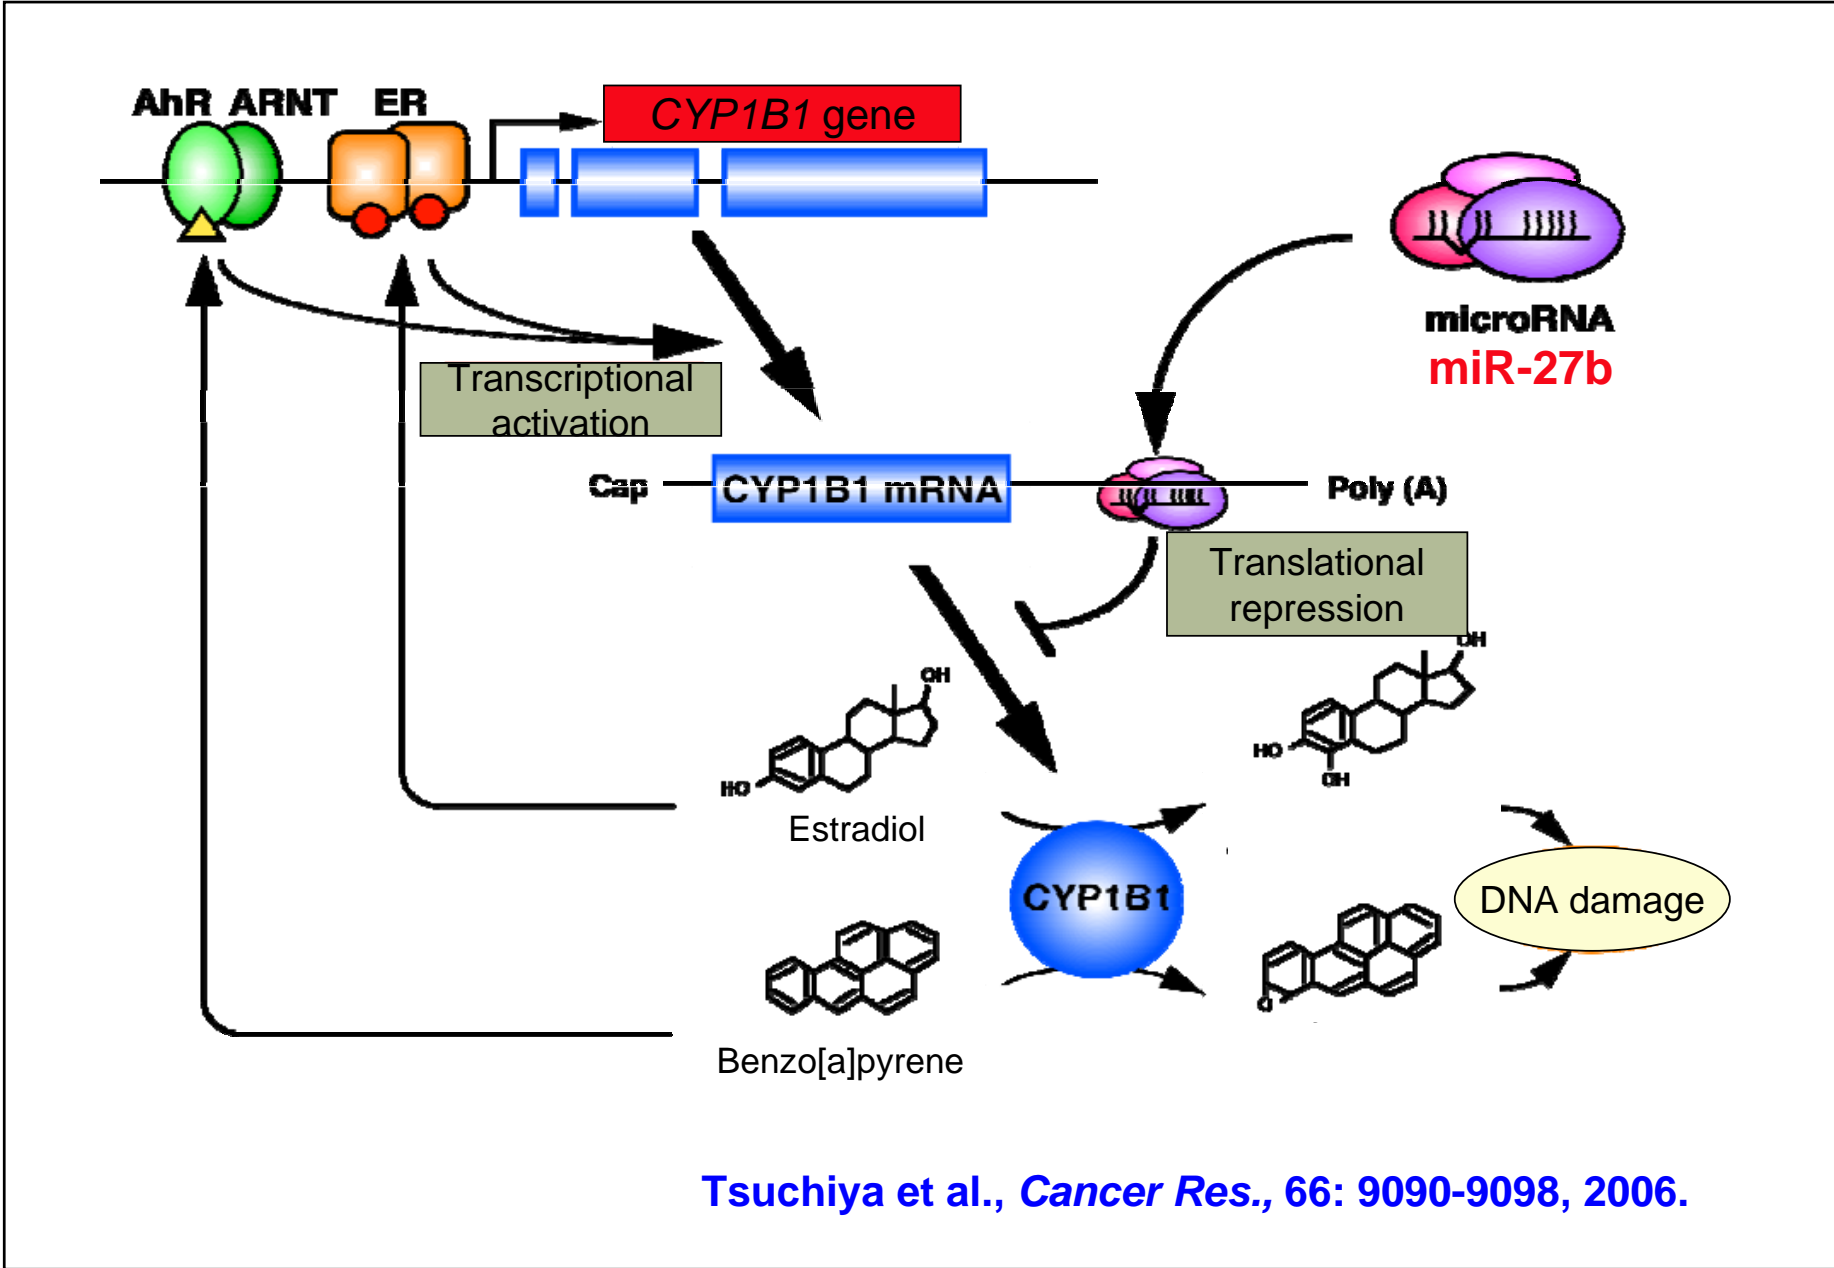 AhR ARNT ER
CYP1B1 gene
microRNA
miR-27b
Transcriptional
activation
Cap CYP1B1 mRNA Poly (A)
Translational
repression
OH
OH
HO
HO
OH
Estradiol
CYP1B1
DNA damage
O
Benzo[a]pyrene
Tsuchiya et al., Cancer Res., 66: 9090-9098, 2006.